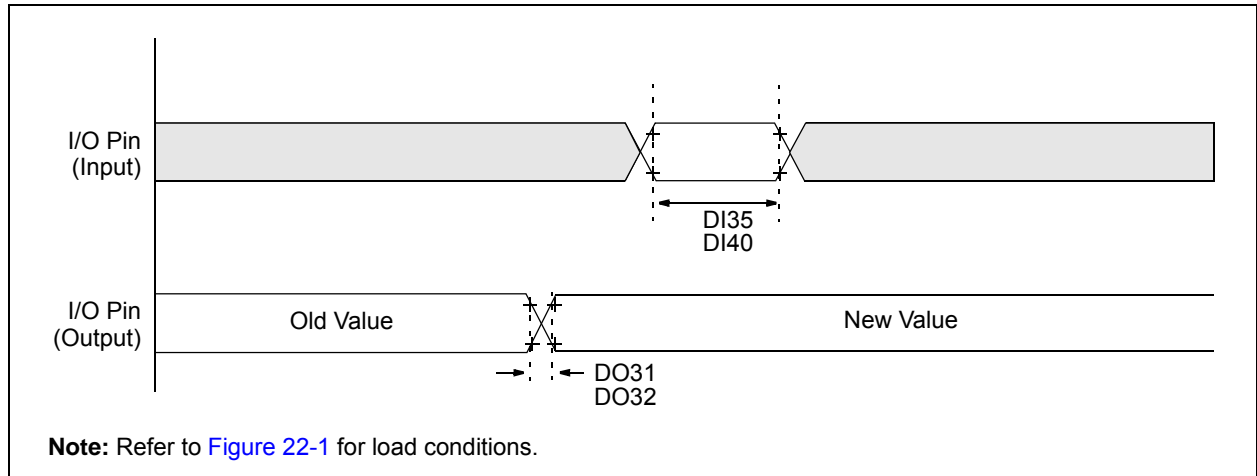 I/O Pin
(Input)
DI35
DI40
I/O Pin
(Output)
Old Value
New Value
DO31
DO32
Note: Refer to Figure 22-1 for load conditions.